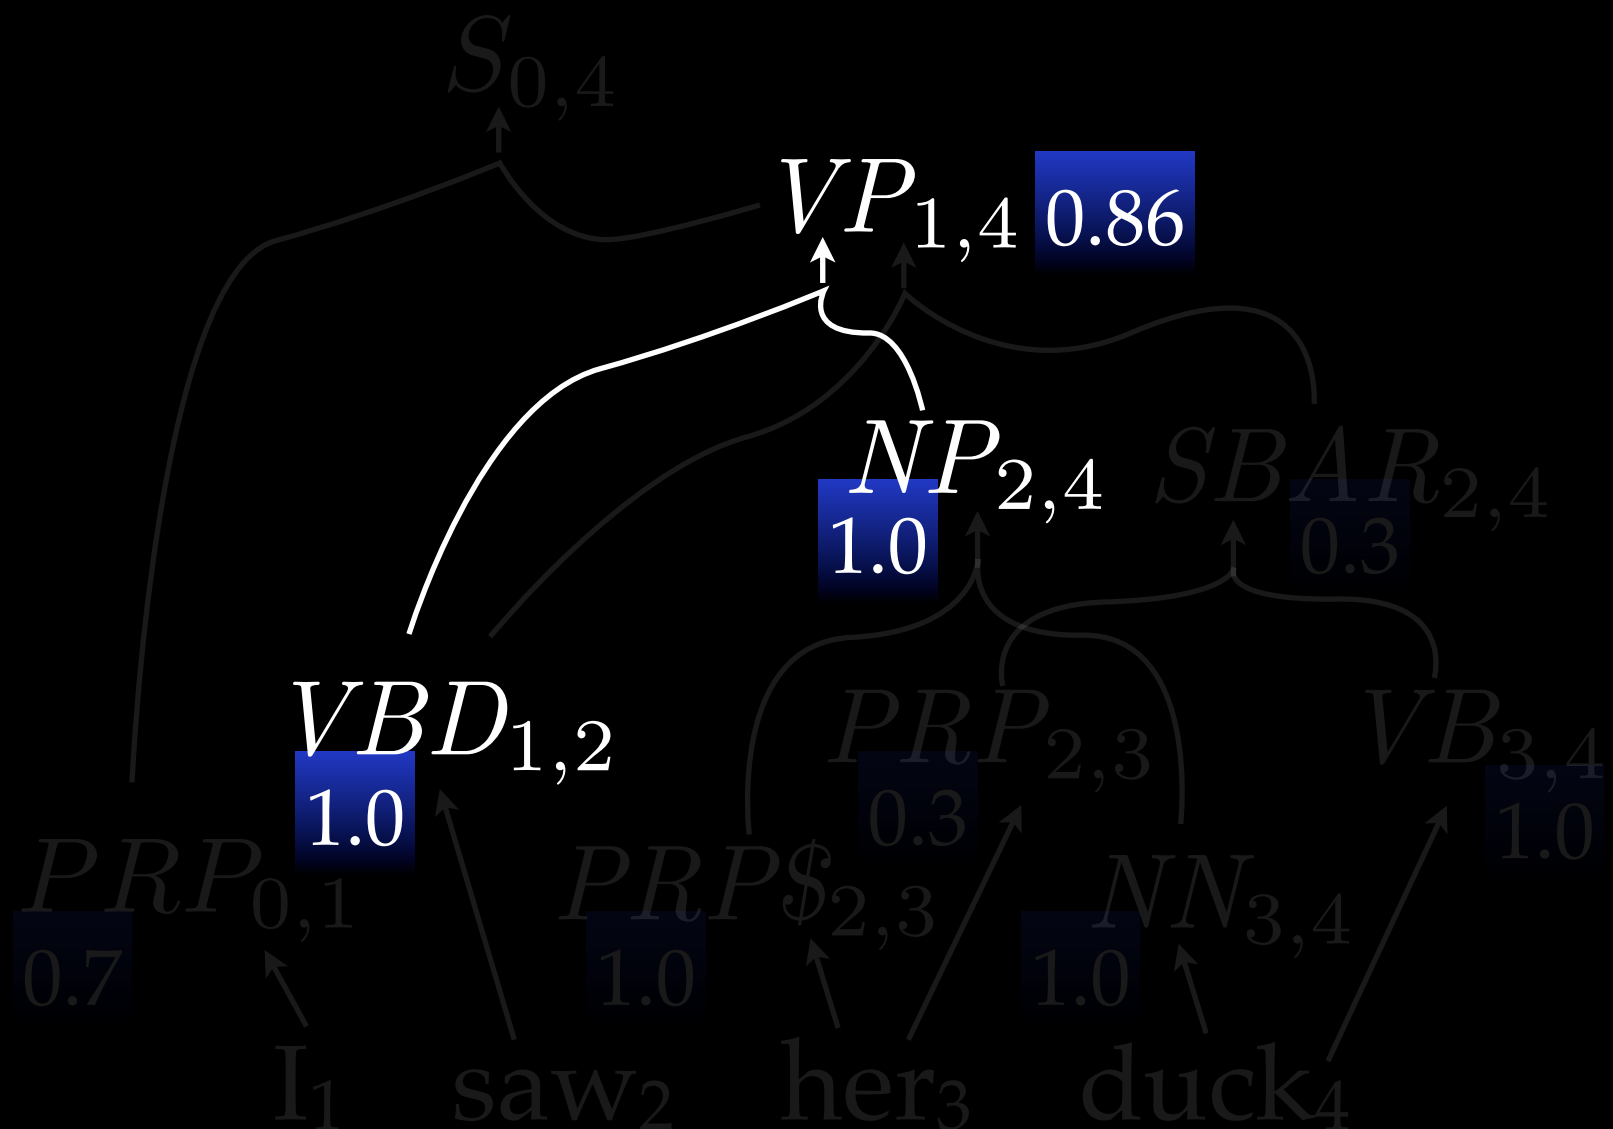 S0,4
VP1,4 0.86
NP2,4 SBAR2,4
1.0 0.3
VBD1,2 PRP2,3 VB3,4
1.0 0.3 1.0
PRP0,1 PRP$2,3 NN3,4
0.7 1.0 1.0
I1 saw2 her3 duck4